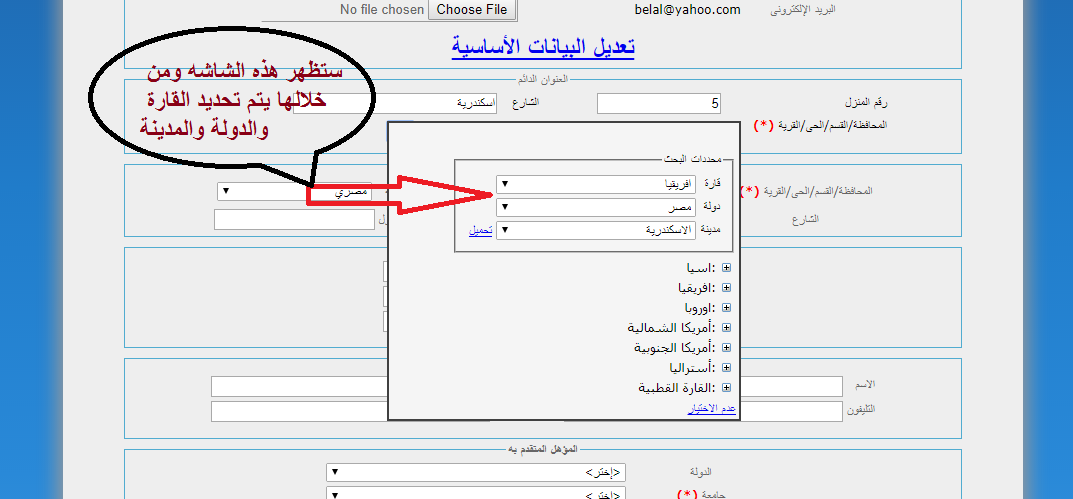 البريد الإلكترونى belal@yahoo.com Choose File No file chosen
تعديل البيانات الأساسية
ستظهر هذه الشاشه ومن
خلالها يتم تحديد القارة
والدولة والمدينة
العنوان الدائم
رقم المنزل 5 الشارع اسكندرية
المحافظة/القسم/الحى/القرية (*)
المحافظة/القسم/الحى/القرية (*) مصري
الشارع
محددات البحث
قارة افريقيا
دولة مصر
مدينة الاسكندرية تحميل
اسيا:
افريقيا:
اوروبا:
أمريكا الشمالية:
أمريكا الجنوبية:
أستراليا:
القارة القطبية:
عدم الاختيار
الاسم
التليفون
المؤهل المتقدم به
الدولة <إختر>
جامعة (*) <إختر>